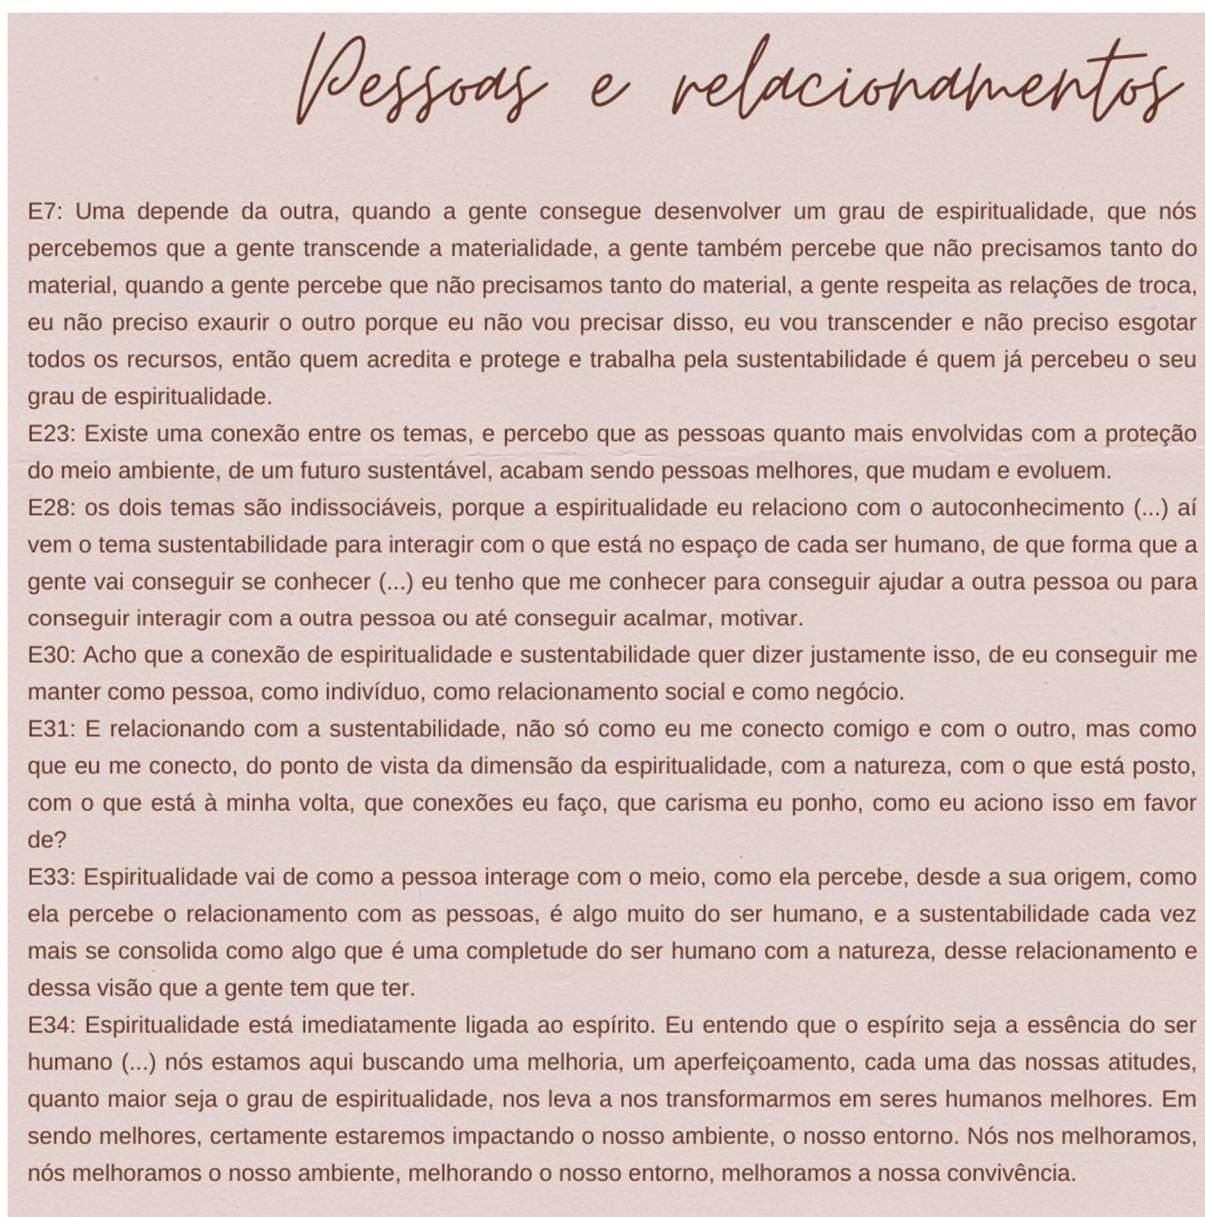 Pessoas e relacionamentos
E7: Uma depende da outra, quando a gente consegue desenvolver um grau de espiritualidade, que nós
percebemos que a gente transcende a materialidade, a gente também percebe que não precisamos tanto do
material, quando a gente percebe que não precisamos tanto do material, a gente respeita as relações de troca,
eu não preciso exaurir o outro porque eu não vou precisar disso, eu vou transcender e não preciso esgotar
todos os recursos, então quem acredita e protege e trabalha pela sustentabilidade é quem já percebeu o seu
grau de espiritualidade.
E23: Existe uma conexão entre os temas, e percebo que as pessoas quanto mais envolvidas com a proteção
do meio ambiente, de um futuro sustentável, acabam sendo pessoas melhores, que mudam e evoluem.
E28: os dois temas são indissociáveis, porque a espiritualidade eu relaciono com o autoconhecimento (...) aí
vem o tema sustentabilidade para interagir com o que está no espaço de cada ser humano, de que forma que a
gente vai conseguir se conhecer (...) eu tenho que me conhecer para conseguir ajudar a outra pessoa ou para
conseguir interagir com a outra pessoa ou até conseguir acalmar, motivar.
E30: Acho que a conexão de espiritualidade e sustentabilidade quer dizer justamente isso, de eu conseguir me
manter como pessoa, como indivíduo, como relacionamento social e como negócio.
E31: E relacionando com a sustentabilidade, não só como eu me conecto comigo e com o outro, mas como
que eu me conecto, do ponto de vista da dimensão da espiritualidade, com a natureza, com o que está posto,
com o que está à minha volta, que conexões eu faço, que carisma eu ponho, como eu aciono isso em favor
de?
E33: Espiritualidade vai de como a pessoa interage com o meio, como ela percebe, desde a sua origem, como
ela percebe o relacionamento com as pessoas, é algo muito do ser humano, e a sustentabilidade cada vez
mais se consolida como algo que é uma completude do ser humano com a natureza, desse relacionamento e
dessa visão que a gente tem que ter.
E34: Espiritualidade está imediatamente ligada ao espírito. Eu entendo que o espírito seja a essência do ser
humano (...) nós estamos aqui buscando uma melhoria, um aperfeiçoamento, cada uma das nossas atitudes,
quanto maior seja o grau de espiritualidade, nos leva a nos transformarmos em seres humanos melhores. Em
sendo melhores, certamente estaremos impactando o nosso ambiente, o nosso entorno. Nós nos melhoramos,
nós melhoramos o nosso ambiente, melhorando o nosso entorno, melhoramos a nossa convivência.